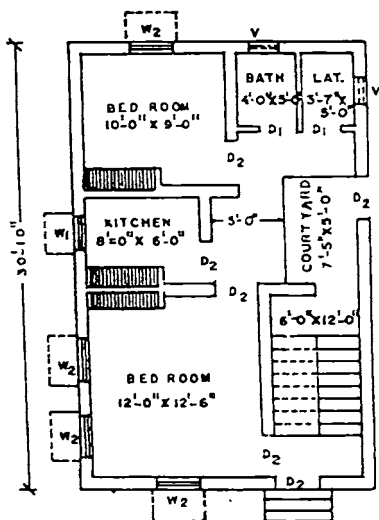 W2
V
BATH
4'-0"X5'-0"
LAT.
3'-7"X
5'-0"
V
BED ROOM
10'-0" X 9'-0"
D1
D1
D2
D2
30'-10"
W1
KITCHEN
8'=0" X 6'-0"
3'-0"
COURT YARD
7'-5"X5'-0"
D2
D2
6'-0"X12'-0"
W2
BED ROOM
12'-0" X 12'-6"
W2
D2
W2
D2